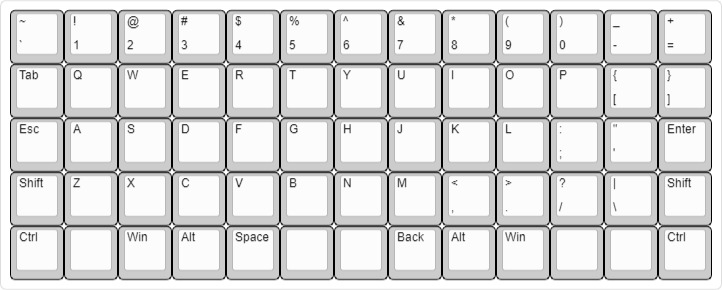 ~ ! @ # $ % ^ & * ( ) _ +
` 1 2 3 4 5 6 7 8 9 0 - =
Tab Q W E R T Y U I O P { }
[ ]
Esc A S D F G H J K L : " Enter
; '
Shift Z X C V B N M < > ? | Shift
, . / \
Ctrl Win Alt Space Back Alt Win Ctrl